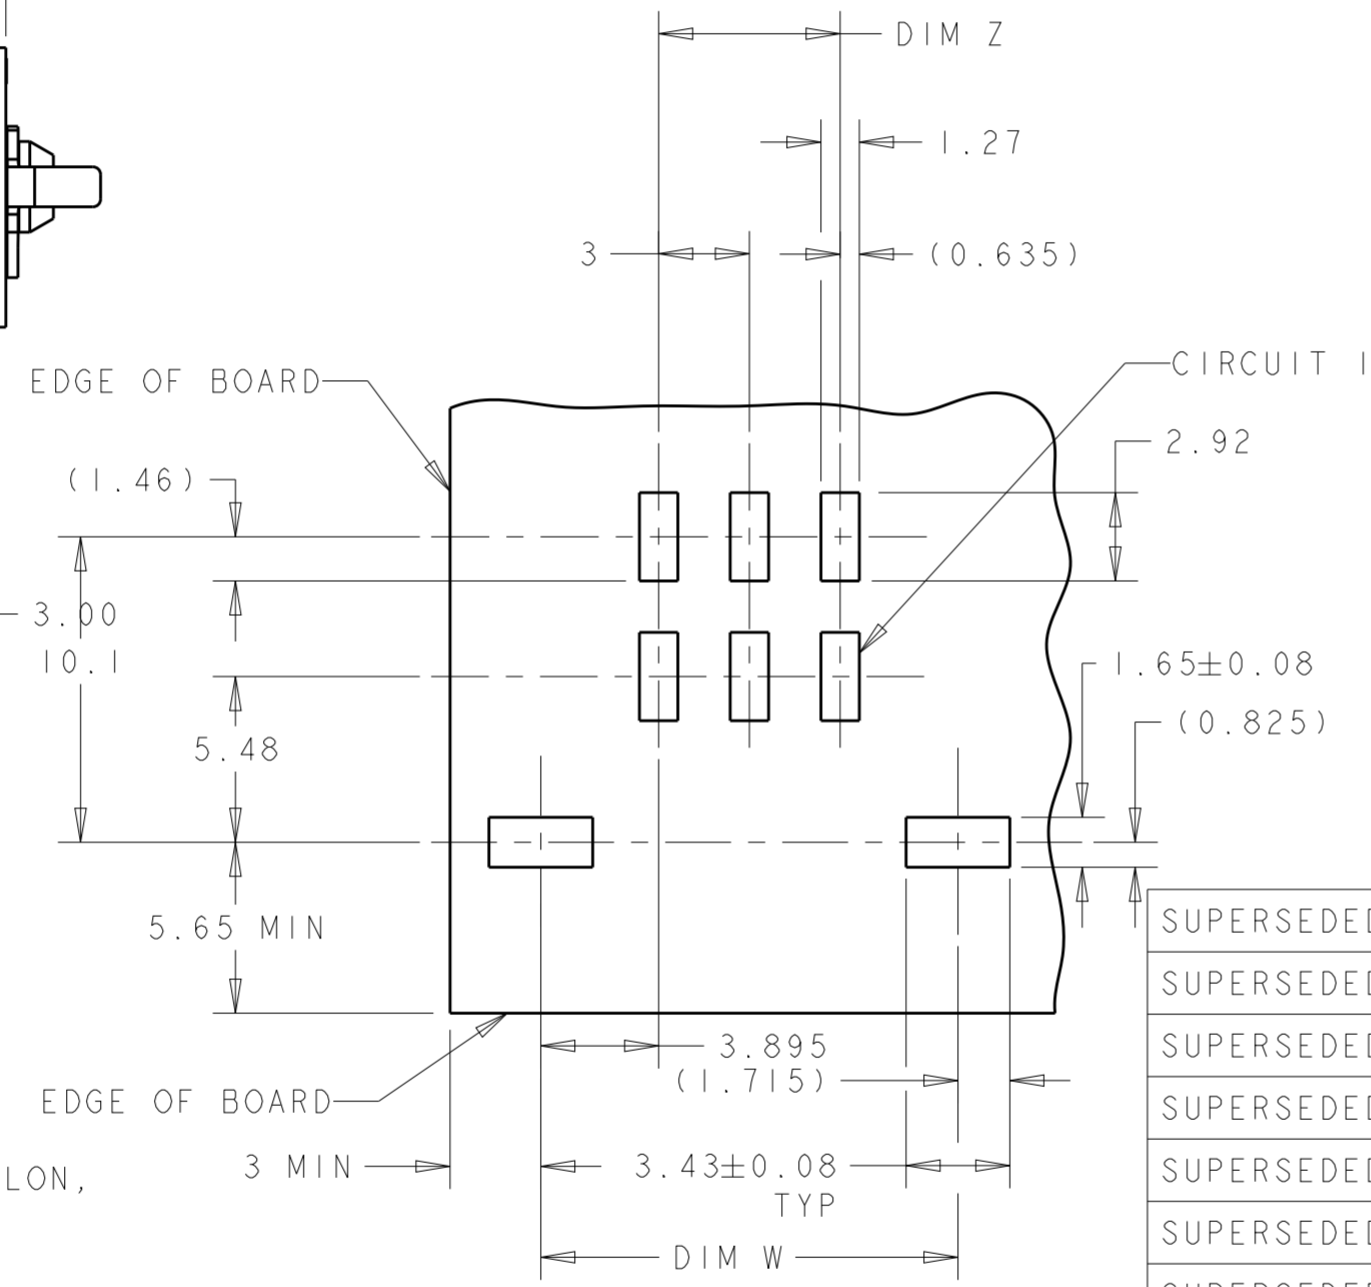 DIM Z
1.27
3
(0.635)
EDGE OF BOARD
CIRCUIT 1
2.92
(1.46)
3.00
10.1
1.65±0.08
(0.825)
5.48
5.65 MIN
SUPERSEDED
SUPERSEDED
SUPERSEDED
SUPERSEDED
SUPERSEDED
SUPERSEDED
3.895
(1.715)
EDGE OF BOARD
3 MIN
3.43±0.08
TYP
LON,
DIM W